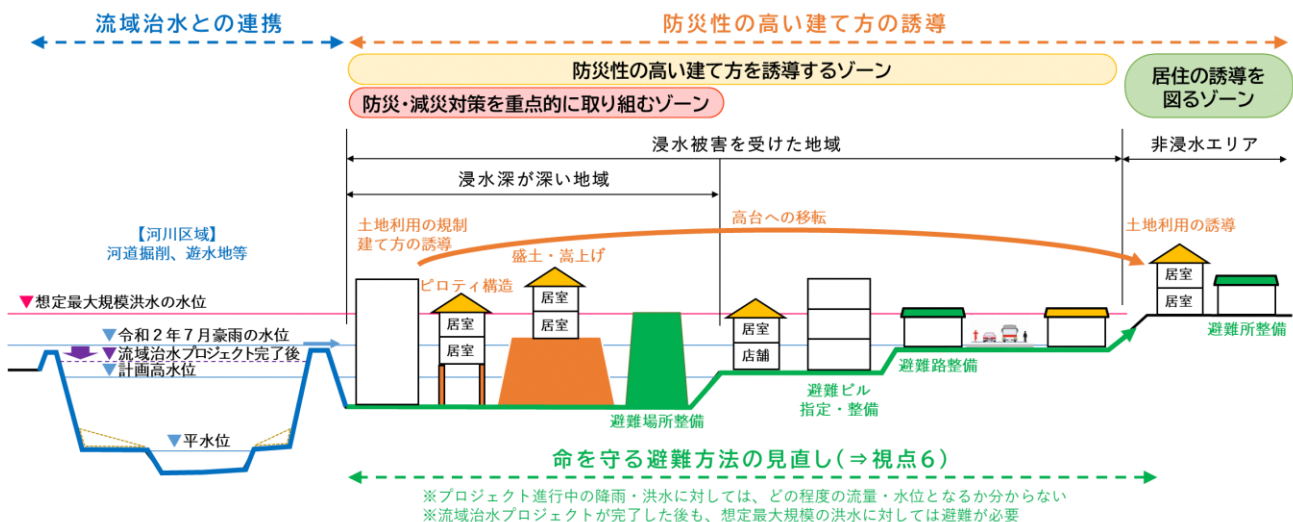 流域治水との連携
防災性の高い建て方の誘導
防災性の高い建て方を誘導するゾーン
防災・減災対策を重点的に取り組むゾーン
居住の誘導を
図るゾーン
浸水被害を受けた地域
非浸水エリア
浸水深が深い地域
【河川区域】
河道掘削、遊水地等
土地利用の規制
建て方の誘導
高台への移転
土地利用の誘導
盛土・嵩上げ
ピロティ構造
▼想定最大規模洪水の水位
▼令和2年7月豪雨の水位
▼流域治水プロジェクト完了後
▼計画高水位
▼平水位
居室
居室
居室
居室
居室
店舗
居室
居室
避難場所整備
避難ビル
指定・整備
避難路整備
避難所整備
命を守る避難方法の見直し(⇒視点6)
※プロジェクト進行中の降雨・洪水に対しては、どの程度の流量・水位となるか分からない
※流域治水プロジェクトが完了した後も、想定最大規模の洪水に対しては避難が必要